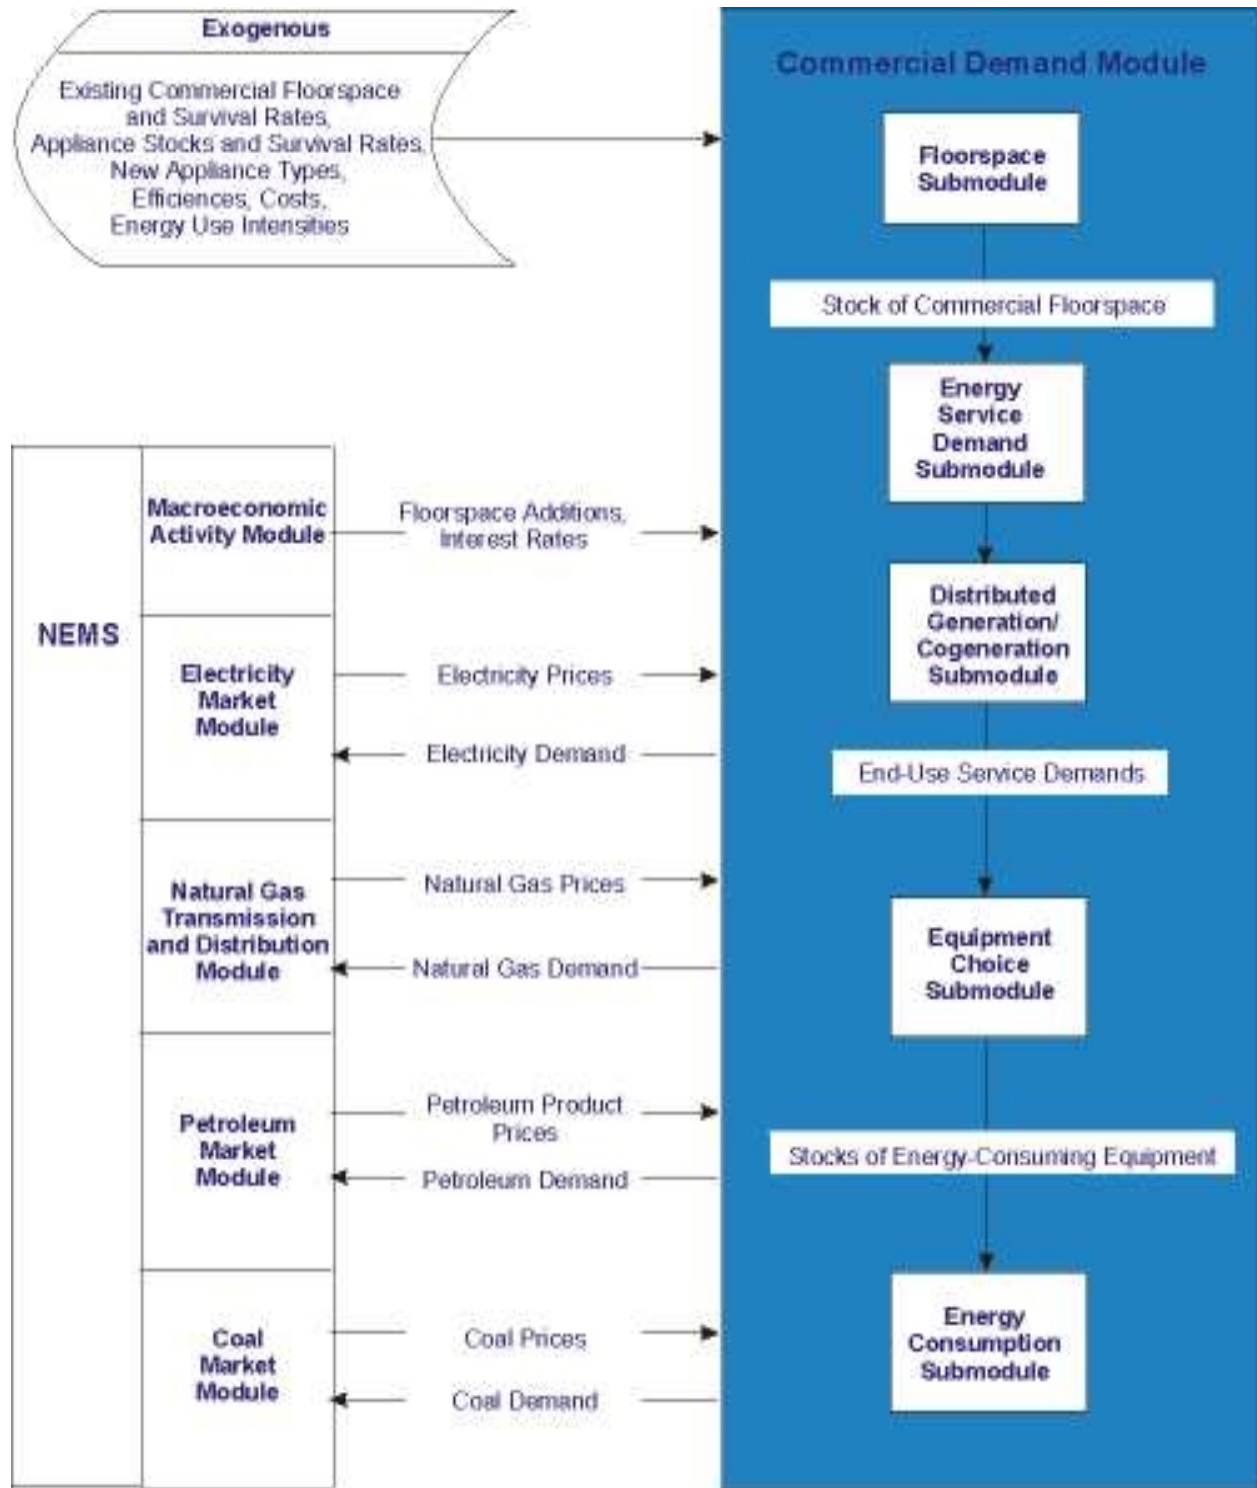 Exogenous
Existing Commercial Floorspace
and Survival Rates,
Appliance Stocks and Survival Rates,
New Appliance Types,
Efficiences, Costs,
Energy Use Intensities
Commercial Demand Module
Floorspace
Submodule
Stock of Commercial Floorspace
Energy
Service
Demand
Submodule
Distributed
Generation/
Cogeneration
Submodule
End-Use Service Demands
Equipment
Choice
Submodule
Stocks of Energy-Consuming Equipment
Energy
Consumption
Submodule
NEMS
Macroeconomic
Activity Module
Floorspace Additions,
Interest Rates
Electricity
Market
Module
Electricity Prices
Electricity Demand
Natural Gas
Transmission
and Distribution
Module
Natural Gas Prices
Natural Gas Demand
Petroleum
Market
Module
Petroleum Product
Prices
Petroleum Demand
Coal
Market
Module
Coal Prices
Coal Demand